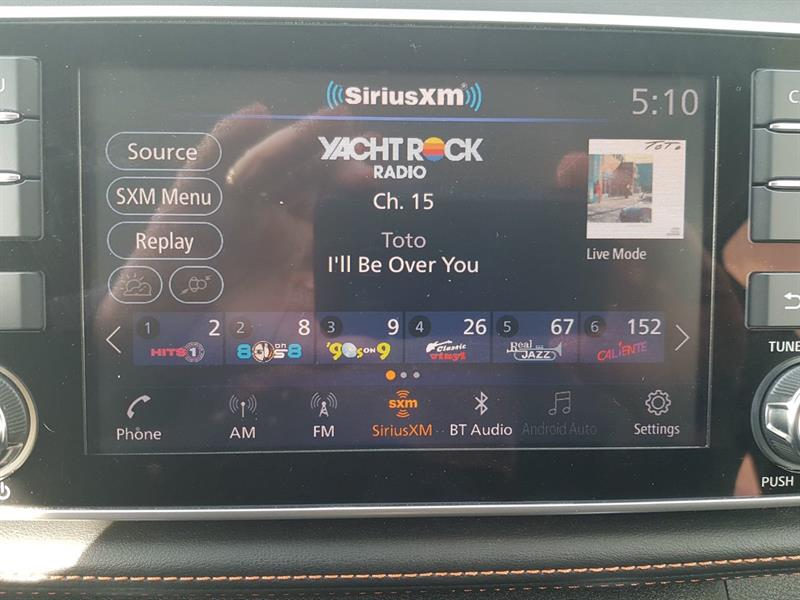 SiriusXM
5:10
Source
SXM Menu
Replay
YACHT ROCK
RADIO
Ch. 15
Toto
I'll Be Over You
TOTO
Live Mode
1 2
HITS 1
2 8
80s on 8
3 9
'90s ON 9
4 26
Classic Vinyl
5 67
Real JAZZ
6 152
CALIENTE
Phone
AM
FM
sxm
SiriusXM
BT Audio
Android Auto
Settings
TUNE
PUSH